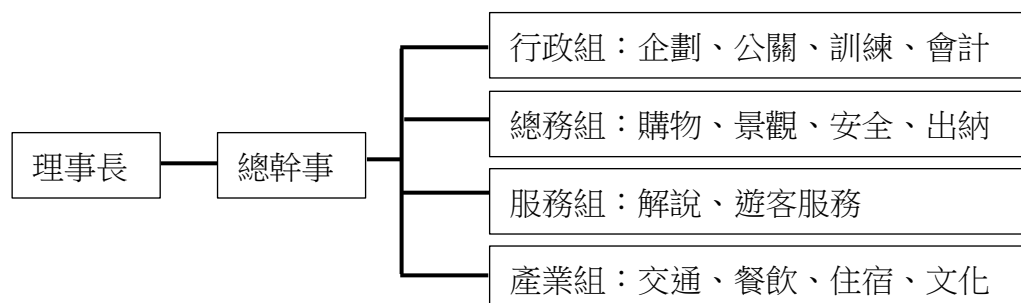 理事長
總幹事
行政組：企劃、公關、訓練、會計
總務組：購物、景觀、安全、出納
服務組：解說、遊客服務
產業組：交通、餐飲、住宿、文化